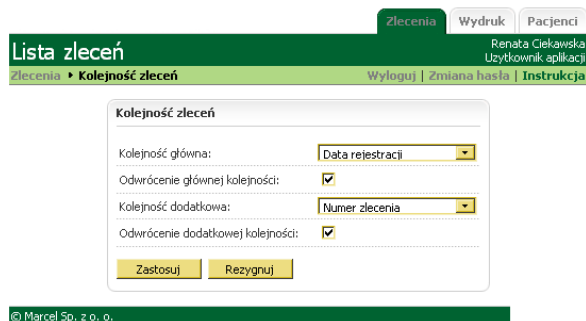 Zlecenia Wydruk Pacjenci
Lista zleceń
Renata Ciekawska
Użytkownik aplikacji
Zlecenia Kolejność zleceń Wyloguj | Zmiana hasła | Instrukcja
Kolejność zleceń
Kolejność główna: Data rejestracji
Odwrócenie głównej kolejności:
Kolejność dodatkowa: Numer zlecenia
Odwrócenie dodatkowej kolejności:
Zastosuj Rezygnuj
© Marcel Sp. z o. o.